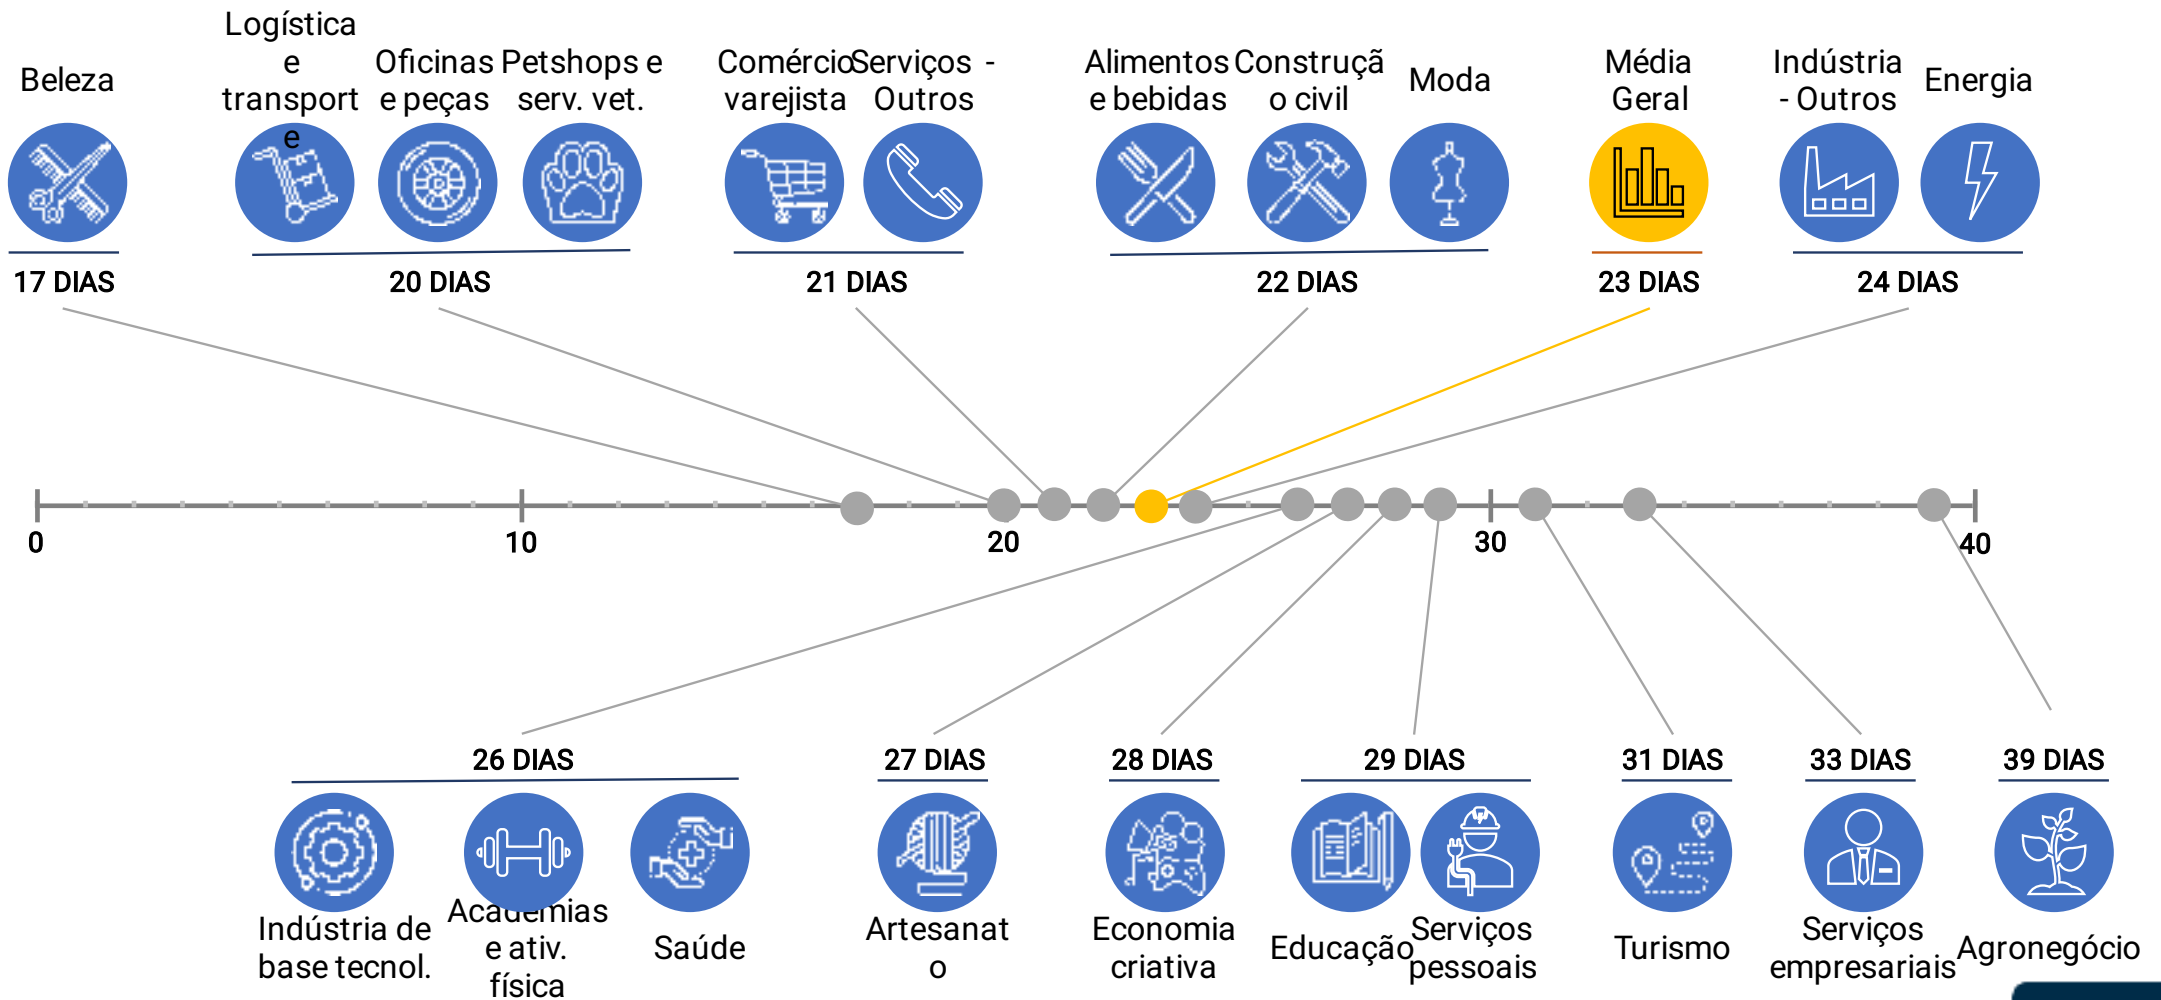 Beleza
Logística
e
transport
e
Oficinas
e peças
Petshops e
serv. vet.
Comércio
varejista
Serviços -
Outros
Alimentos
e bebidas
Construçã
o civil
Moda
Média
Geral
Indústria
- Outros
Energia
17 DIAS
20 DIAS
21 DIAS
22 DIAS
23 DIAS
24 DIAS
0
10
20
30
40
26 DIAS
27 DIAS
28 DIAS
29 DIAS
31 DIAS
33 DIAS
39 DIAS
Indústria de
base tecnol.
Academias
e ativ.
física
Saúde
Artesanat
o
Economia
criativa
Educação
Serviços
pessoais
Turismo
Serviços
empresariais
Agronegócio